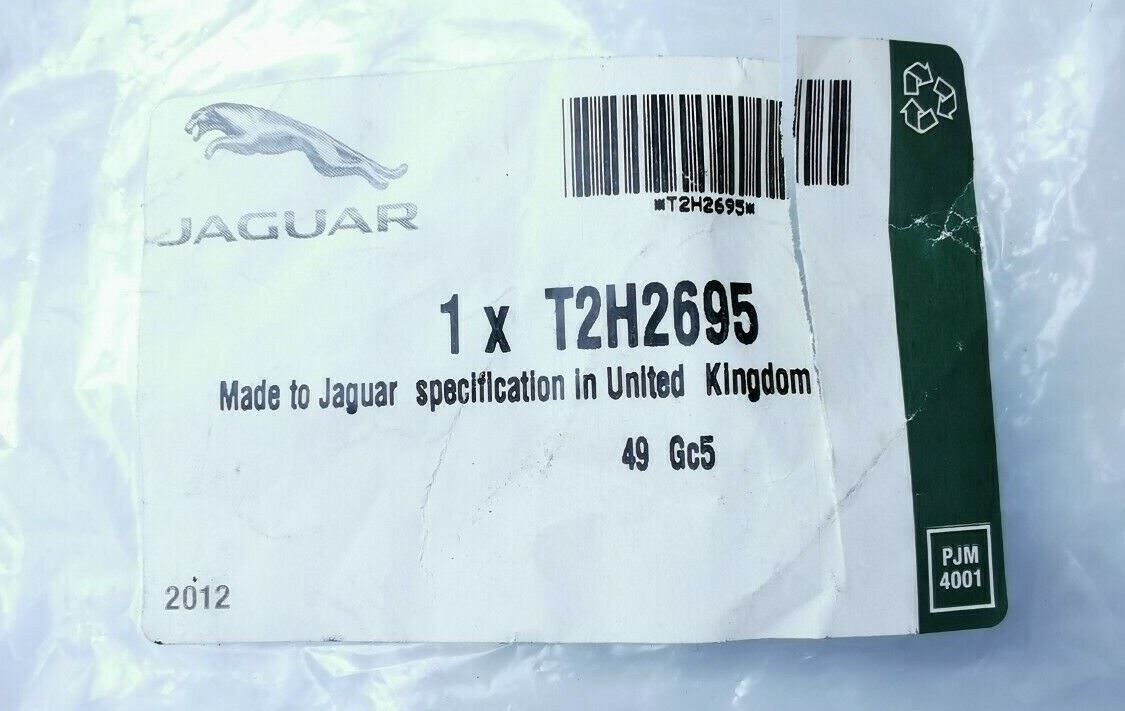 JAGUAR
*T2H2695*
1 x T2H2695
Made to Jaguar specification in United Kingdom
49 Gc5
2012
PJM
4001